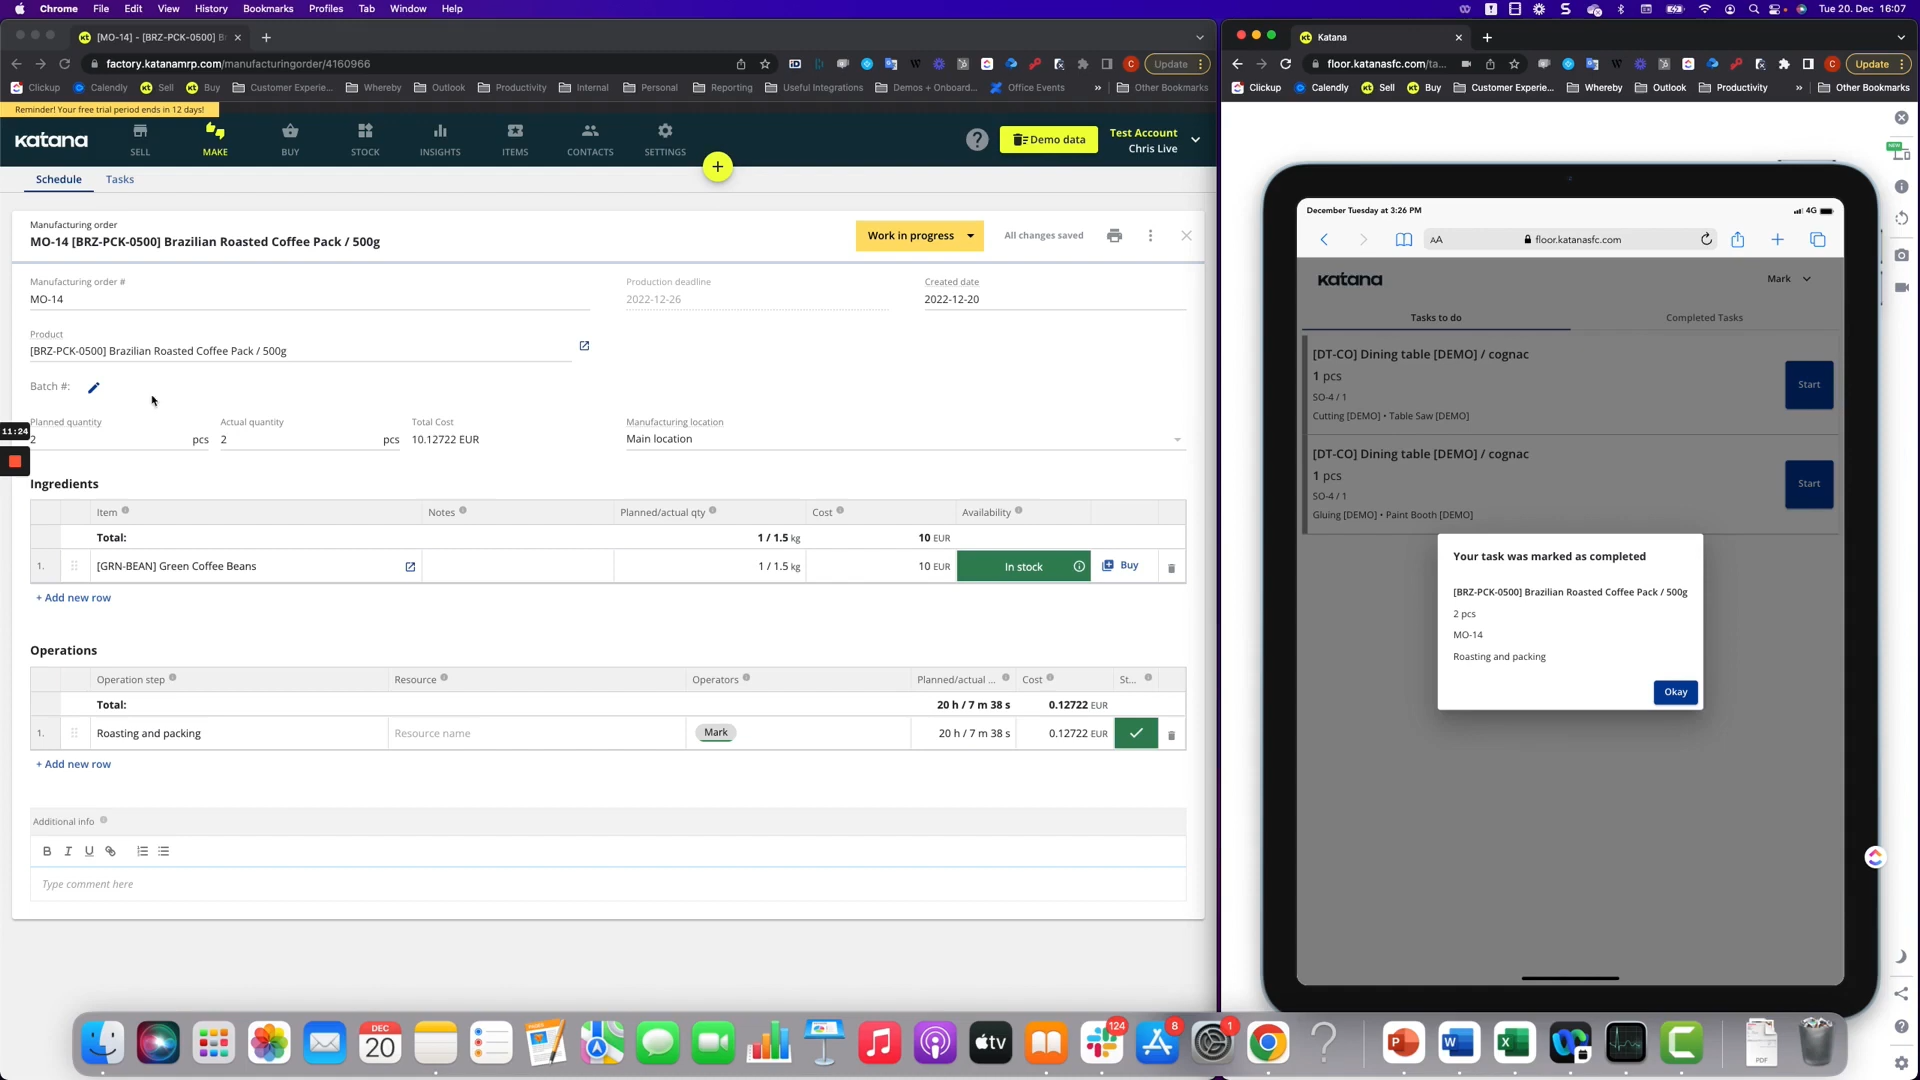 Chrome File Edit View History Bookmarks Profiles Tab Window Help
Tue 20. Dec 16:07
[MO-14] - [BRZ-PCK-0500] B
factory.katanamrp.com/manufacturingorder/4160966
Update
Clickup Calendly Sell Buy Customer Experie... Whereby Outlook Productivity Internal Personal Reporting Useful Integrations Demos + Onboard... Office Events Other Bookmarks
Reminder! Your free trial period ends in 12 days!
katana
SELL MAKE BUY STOCK INSIGHTS ITEMS CONTACTS SETTINGS
Demo data
Test Account
Chris Live
Schedule Tasks
Manufacturing order
MO-14 [BRZ-PCK-0500] Brazilian Roasted Coffee Pack / 500g
Work in progress
All changes saved
Manufacturing order #
MO-14
Production deadline
2022-12-26
Created date
2022-12-20
Product
[BRZ-PCK-0500] Brazilian Roasted Coffee Pack / 500g
Batch #:
Planned quantity
2 pcs
Actual quantity
2 pcs
Total Cost
10.12722 EUR
Manufacturing location
Main location
11:24
Ingredients
Item Notes Planned/actual qty Cost Availability
Total: 1 / 1.5 kg 10 EUR
1. [GRN-BEAN] Green Coffee Beans 1 / 1.5 kg 10 EUR In stock Buy
+ Add new row
Operations
Operation step Resource Operators Planned/actual ... Cost St...
Total: 20 h / 7 m 38 s 0.12722 EUR
1. Roasting and packing Resource name Mark 20 h / 7 m 38 s 0.12722 EUR
+ Add new row
Additional info
B I U
Type comment here
Katana
floor.katanasfc.com/ta...
Update
Clickup Calendly Sell Buy Customer Experie... Whereby Outlook Productivity Other Bookmarks
NEW
December Tuesday at 3:26 PM
4G
AA
floor.katanasfc.com
katana
Mark
Tasks to do Completed Tasks
[DT-CO] Dining table [DEMO] / cognac
1 pcs
SO-4 / 1
Cutting [DEMO] • Table Saw [DEMO]
Start
[DT-CO] Dining table [DEMO] / cognac
1 pcs
SO-4 / 1
Gluing [DEMO] • Paint Booth [DEMO]
Start
Your task was marked as completed
[BRZ-PCK-0500] Brazilian Roasted Coffee Pack / 500g
2 pcs
MO-14
Roasting and packing
Okay
DEC
20
tv
124
8
1
P
W
X
PDF